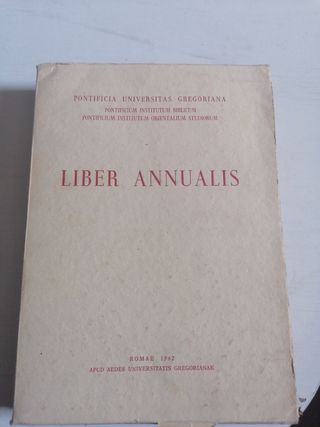 PONTIFICIA UNIVERSITAS GREGORIANA
PONTIFICIUM INSTITUTUM BIBLICUM
PONTIFICIUM INSTITUTUM ORIENTALIUM STUDIORUM
LIBER ANNUALIS
ROMAE 1962
APUD AEDES UNIVERSITATIS GREGORIANAE